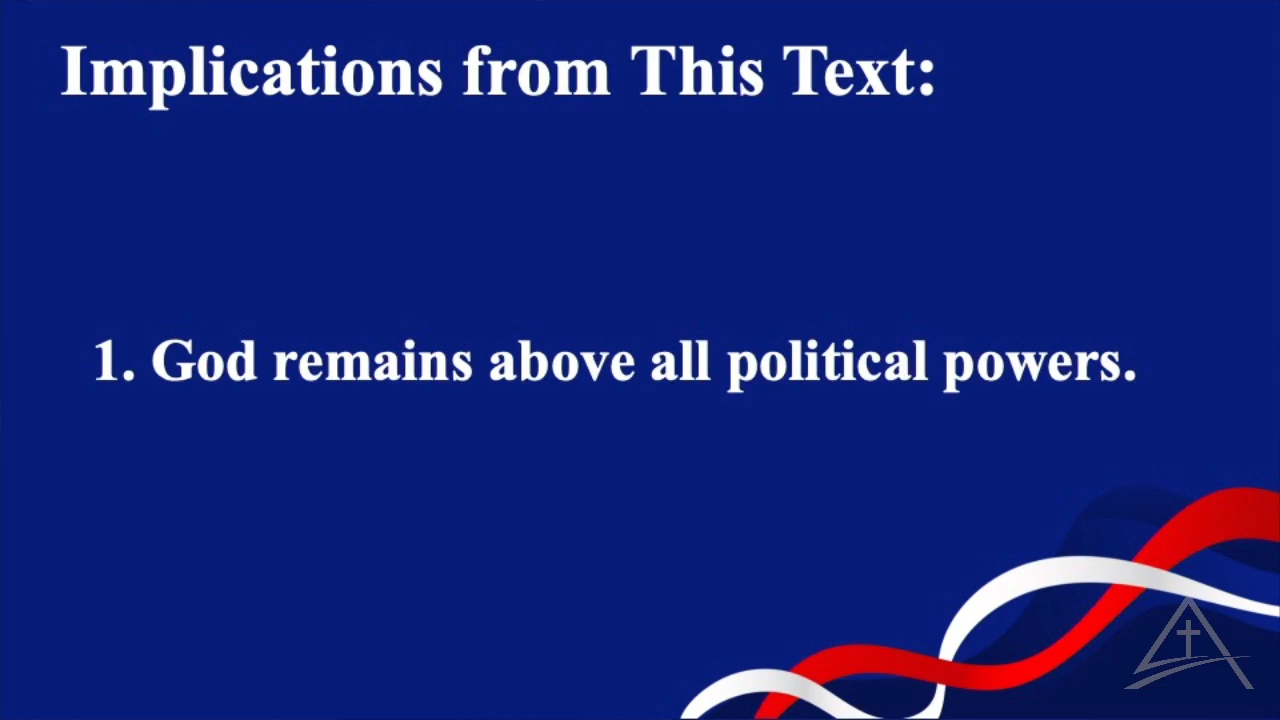 Implications from This Text:
1. God remains above all political powers.